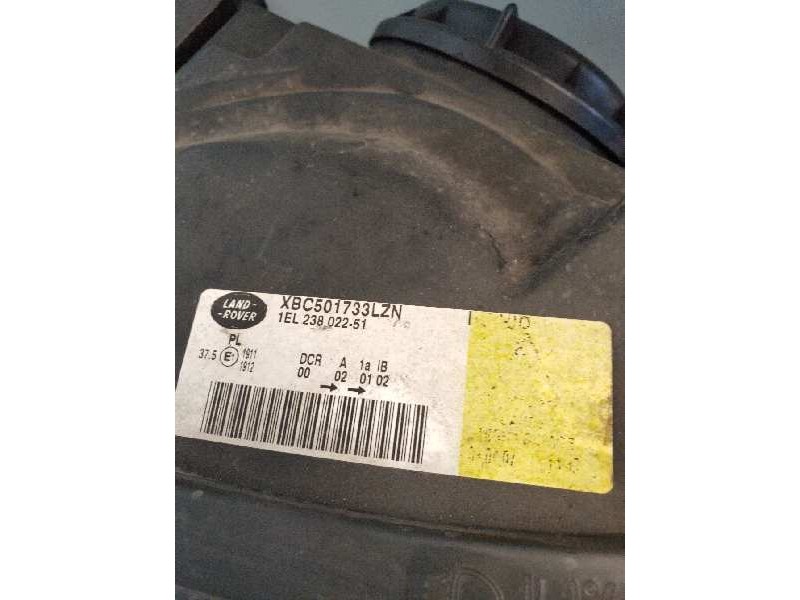 LAND-
-ROVER
XBC501733LZN
1EL 238 022-51
PL
37.5 E1 1911
1912
DCR A 1a IB
00 02 01 02